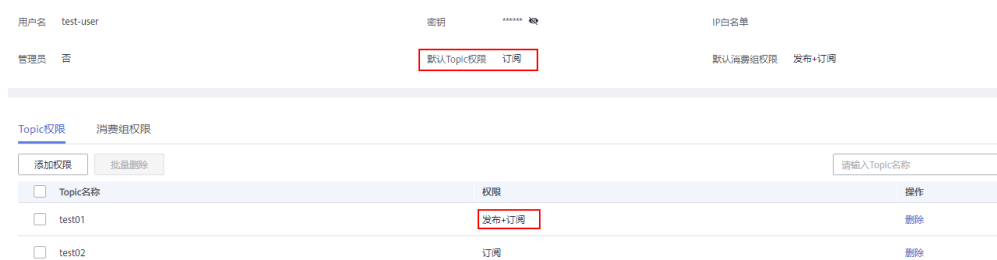 用户名 test-user 密钥 ****** IP白名单
管理员 否 默认Topic权限 订阅 默认消费组权限 发布+订阅
Topic权限 消费组权限
添加权限 批量删除 请输入Topic名称
Topic名称 权限 操作
test01 发布+订阅 删除
test02 订阅 删除